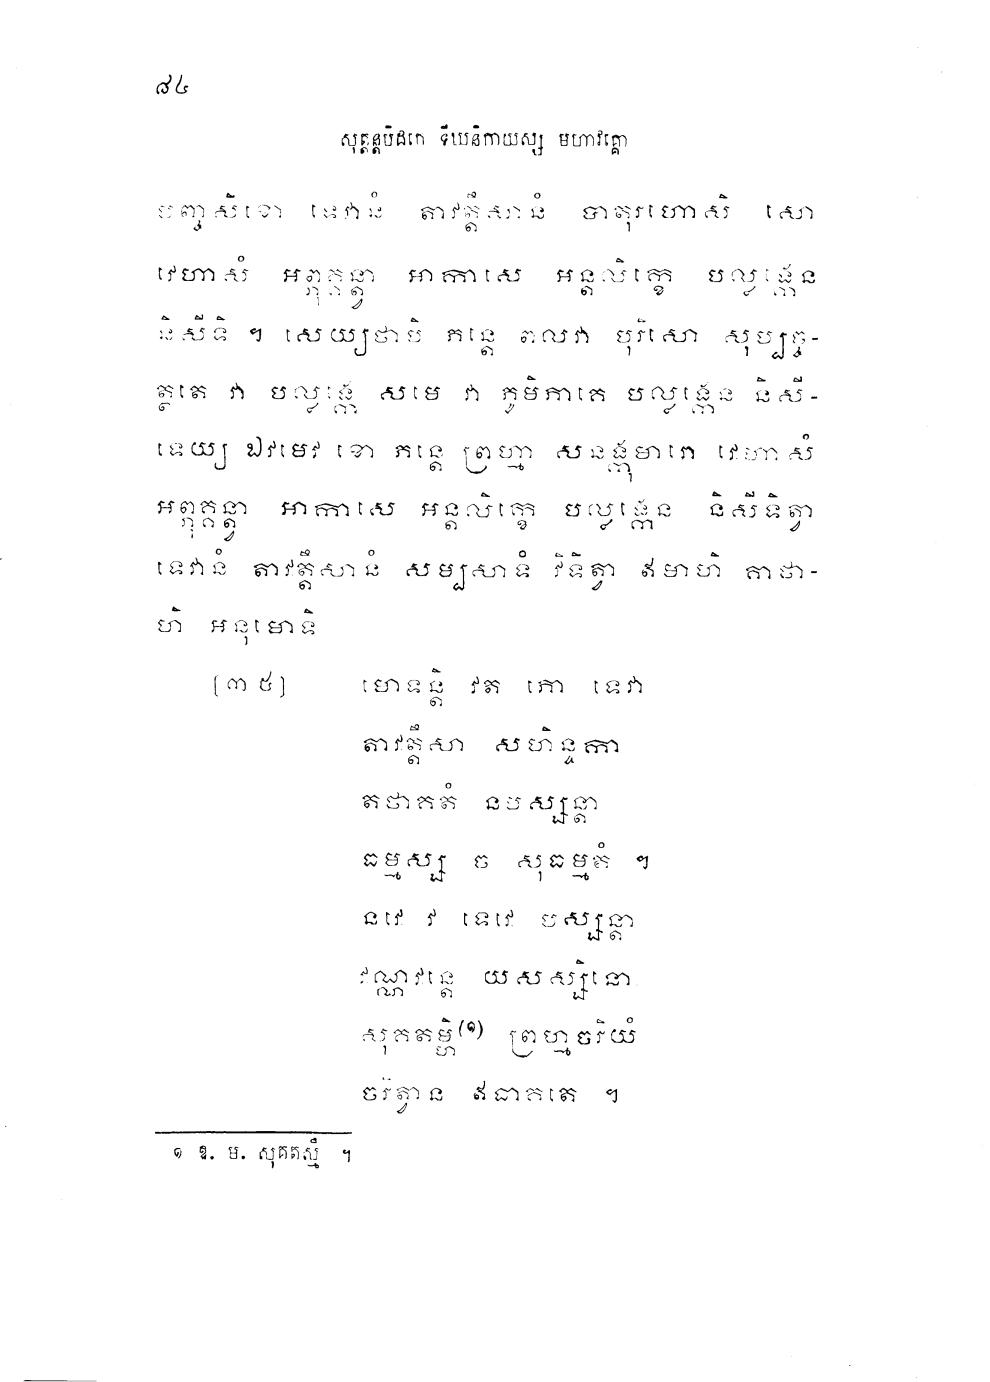 ៨៤
សុត្តន្តបិដកេ ទីឃនិកាយស្ស មហាវគ្គោ
បញ្ចសិខោ ទេវានំ តាវត្តឹសានំ បាតុរហោសិ សោ
វេហាសំ អព្ភុគ្គន្ត្វា អាកាសេ អន្តលិក្ខេ បល្លង្កេន
និសីទិ ។ សេយ្យថាបិ ភន្តេ ពលវា បុរិសោ សុប្បច្ច-
ត្ថតេ វា បល្លង្កេ សមេ វា ភូមិភាគេ បល្លង្កេន និសី-
ទេយ្យ ឯវមេវ ខោ ភន្តេ ព្រហ្មា សនង្កុមារោ វេហាសំ
អព្ភុគ្គន្ត្វា អាកាសេ អន្តលិក្ខេ បល្លង្កេន និសីទិត្វា
ទេវានំ តាវត្តឹសានំ សម្បសាទំ វិទិត្វា ឥមាហិ គាថា-
ហិ អនុមោទិ
[៣៥] មោទន្តិ វត ភោ ទេវា
តាវត្តឹសា សហិន្ទកា
តថាគតំ នមស្សន្តា
ធម្មស្ស ច សុធម្មតំ ។
នវេ វ ទេវេ បស្សន្តា
វណ្ណវន្តេ យសស្សិនោ
សុគតម្ហិ(១) ព្រហ្មចរិយំ
ចរិត្វាន ឥធាគតេ ។
១ ឱ. ម. សុគតស្មឹ ។